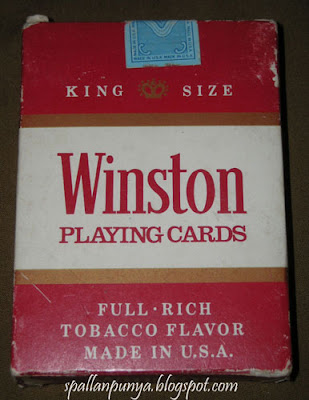 KING SIZE
Winston
PLAYING CARDS
FULL · RICH
TOBACCO FLAVOR
MADE IN U.S.A.
spallanpunya.blogspot.com